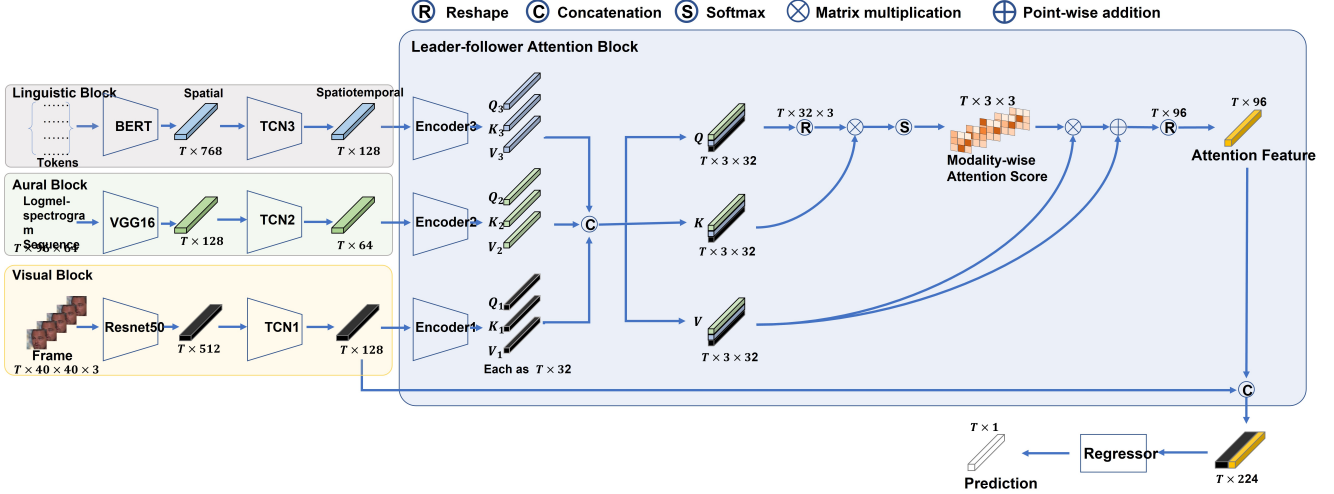 R Reshape C Concatenation S Softmax Matrix multiplication Point-wise addition
Leader-follower Attention Block
Linguistic Block
Tokens
BERT
Spatial
T × 768
TCN3
Spatiotemporal
T × 128
Encoder3
Q3
K3
V3
Aural Block
Logmel-
spectrogra
m
Sequence
T × 96 × 64
VGG16
T × 128
TCN2
T × 64
Encoder2
Q2
K2
V2
Visual Block
Frame
T × 40 × 40 × 3
Resnet50
T × 512
TCN1
T × 128
Encoder1
Q1
K1
V1
Each as T × 32
C
Q
T × 3 × 32
K
T × 3 × 32
V
T × 3 × 32
T × 32 × 3
R
S
T × 3 × 3
Modality-wise
Attention Score
T × 96
R
T × 96
Attention Feature
C
T × 224
Regressor
T × 1
Prediction